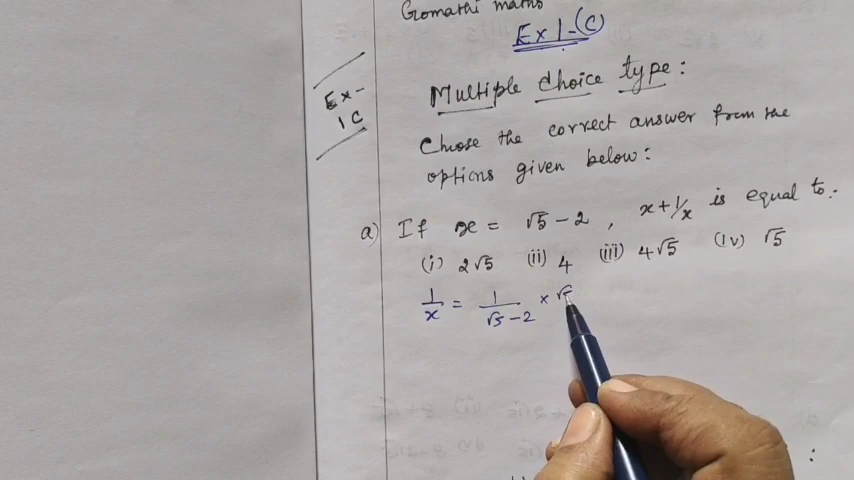 Gomathi maths
Ex 1-(C)
Ex-
1C
Multiple choice type:
Choose the correct answer from the
options given below:
a) If x = √5 - 2, x + 1/x is equal to:
(i) 2√5 (ii) 4 (iii) 4√5 (iv) √5
1/x = 1/(√5 - 2) × √5